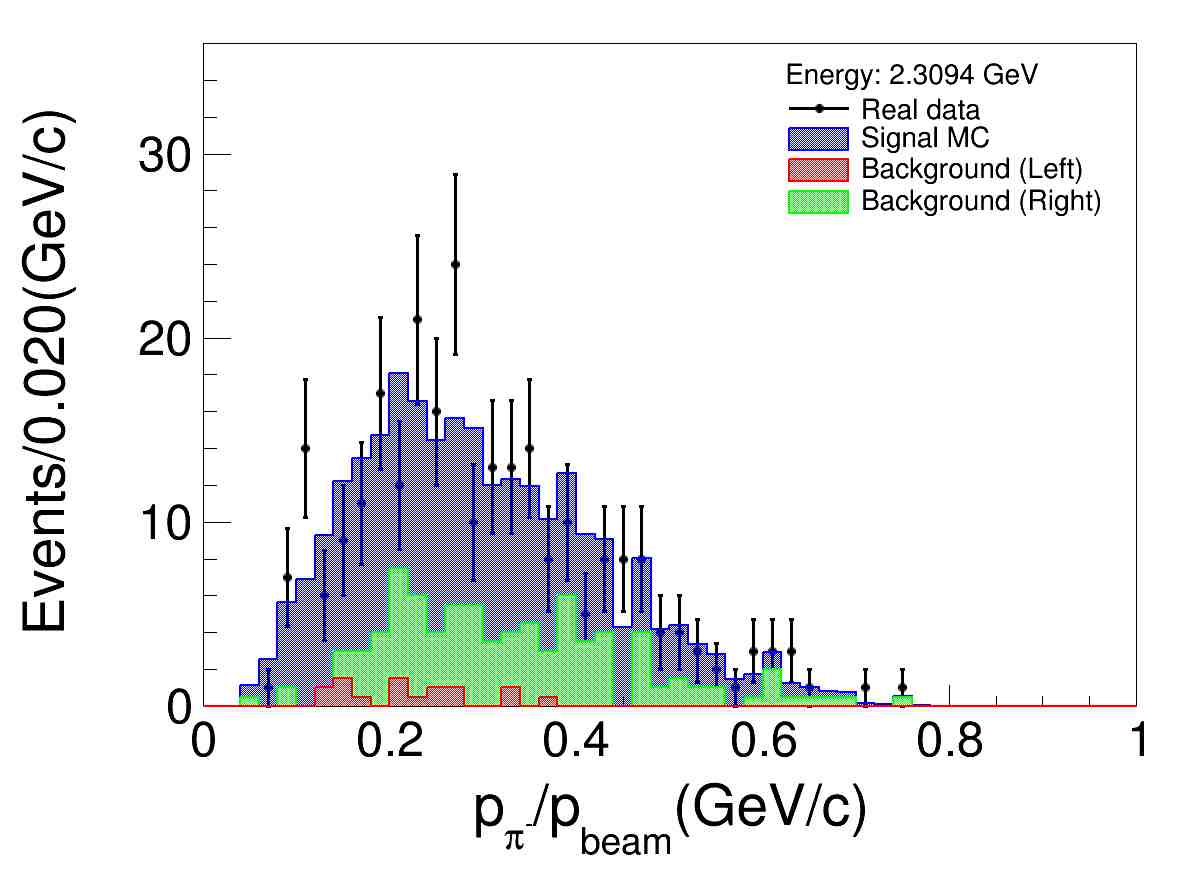 Energy: 2.3094 GeV
Real data
Signal MC
Background (Left)
Background (Right)
Events/0.020(GeV/c)
30
20
10
0
0 0.2 0.4 0.6 0.8 1
pπ-/pbeam(GeV/c)